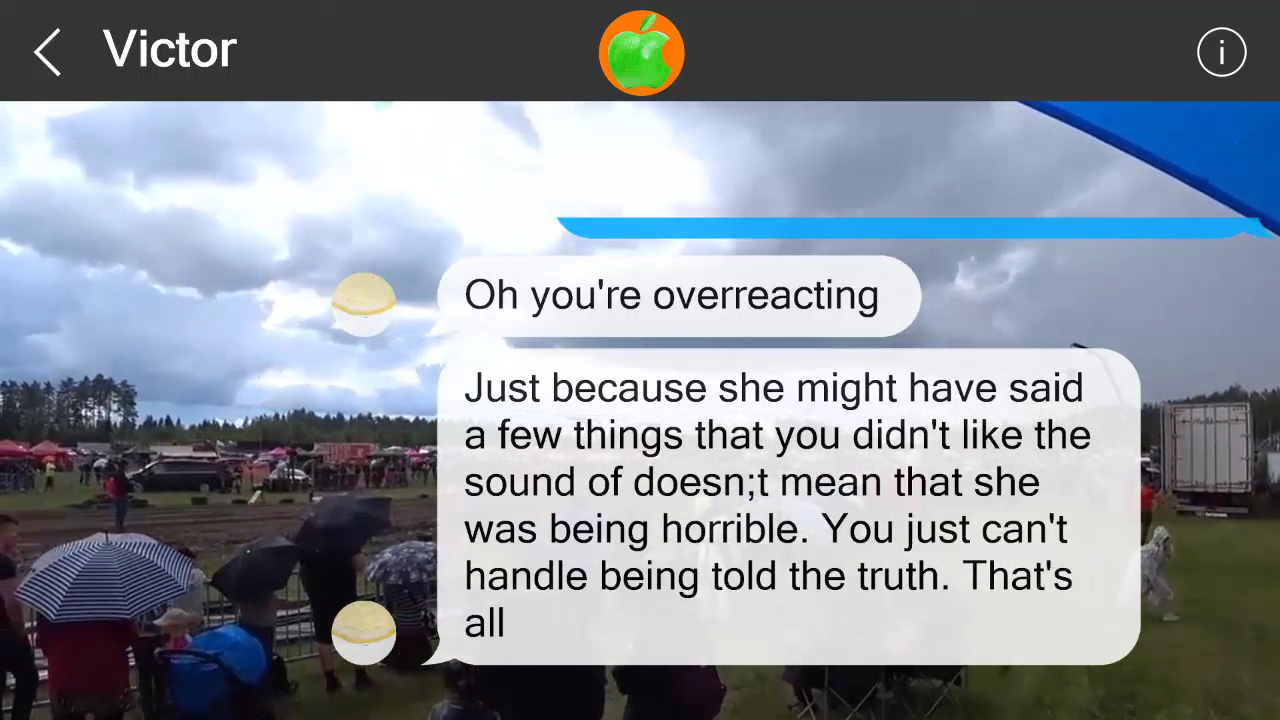 Victor
i
Oh you're overreacting
Just because she might have said
a few things that you didn't like the
sound of doesn;t mean that she
was being horrible. You just can't
handle being told the truth. That's
all